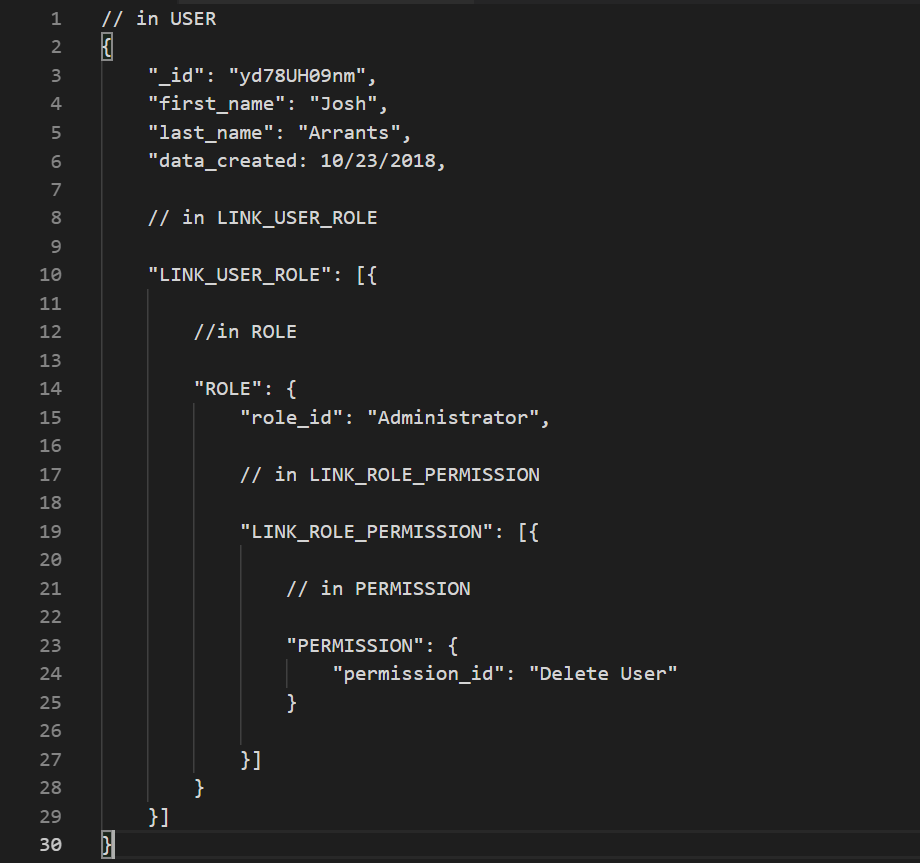 1 // in USER
2 {
3 "_id": "yd78UH09nm",
4 "first_name": "Josh",
5 "last_name": "Arrants",
6 "data_created: 10/23/2018,
7
8 // in LINK_USER_ROLE
9
10 "LINK_USER_ROLE": [{
11
12 //in ROLE
13
14 "ROLE": {
15 "role_id": "Administrator",
16
17 // in LINK_ROLE_PERMISSION
18
19 "LINK_ROLE_PERMISSION": [{
20
21 // in PERMISSION
22
23 "PERMISSION": {
24 "permission_id": "Delete User"
25 }
26
27 }]
28 }
29 }]
30 }